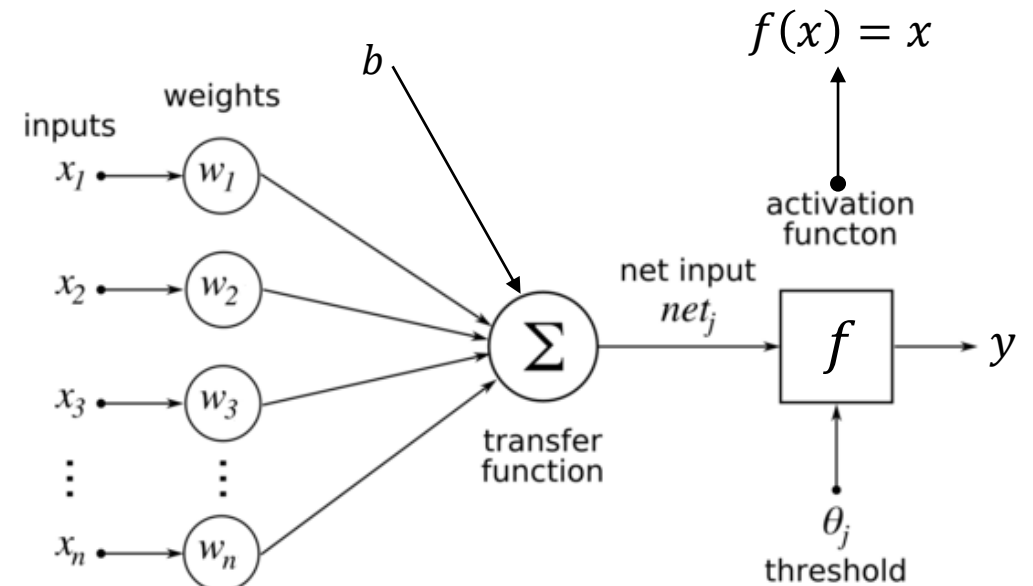 f(x) = x
b
weights
inputs
x1
w1
activation
functon
x2
w2
net input
netj
Σ
f
y
x3
w3
transfer
function
⋮
⋮
θj
xn
wn
threshold